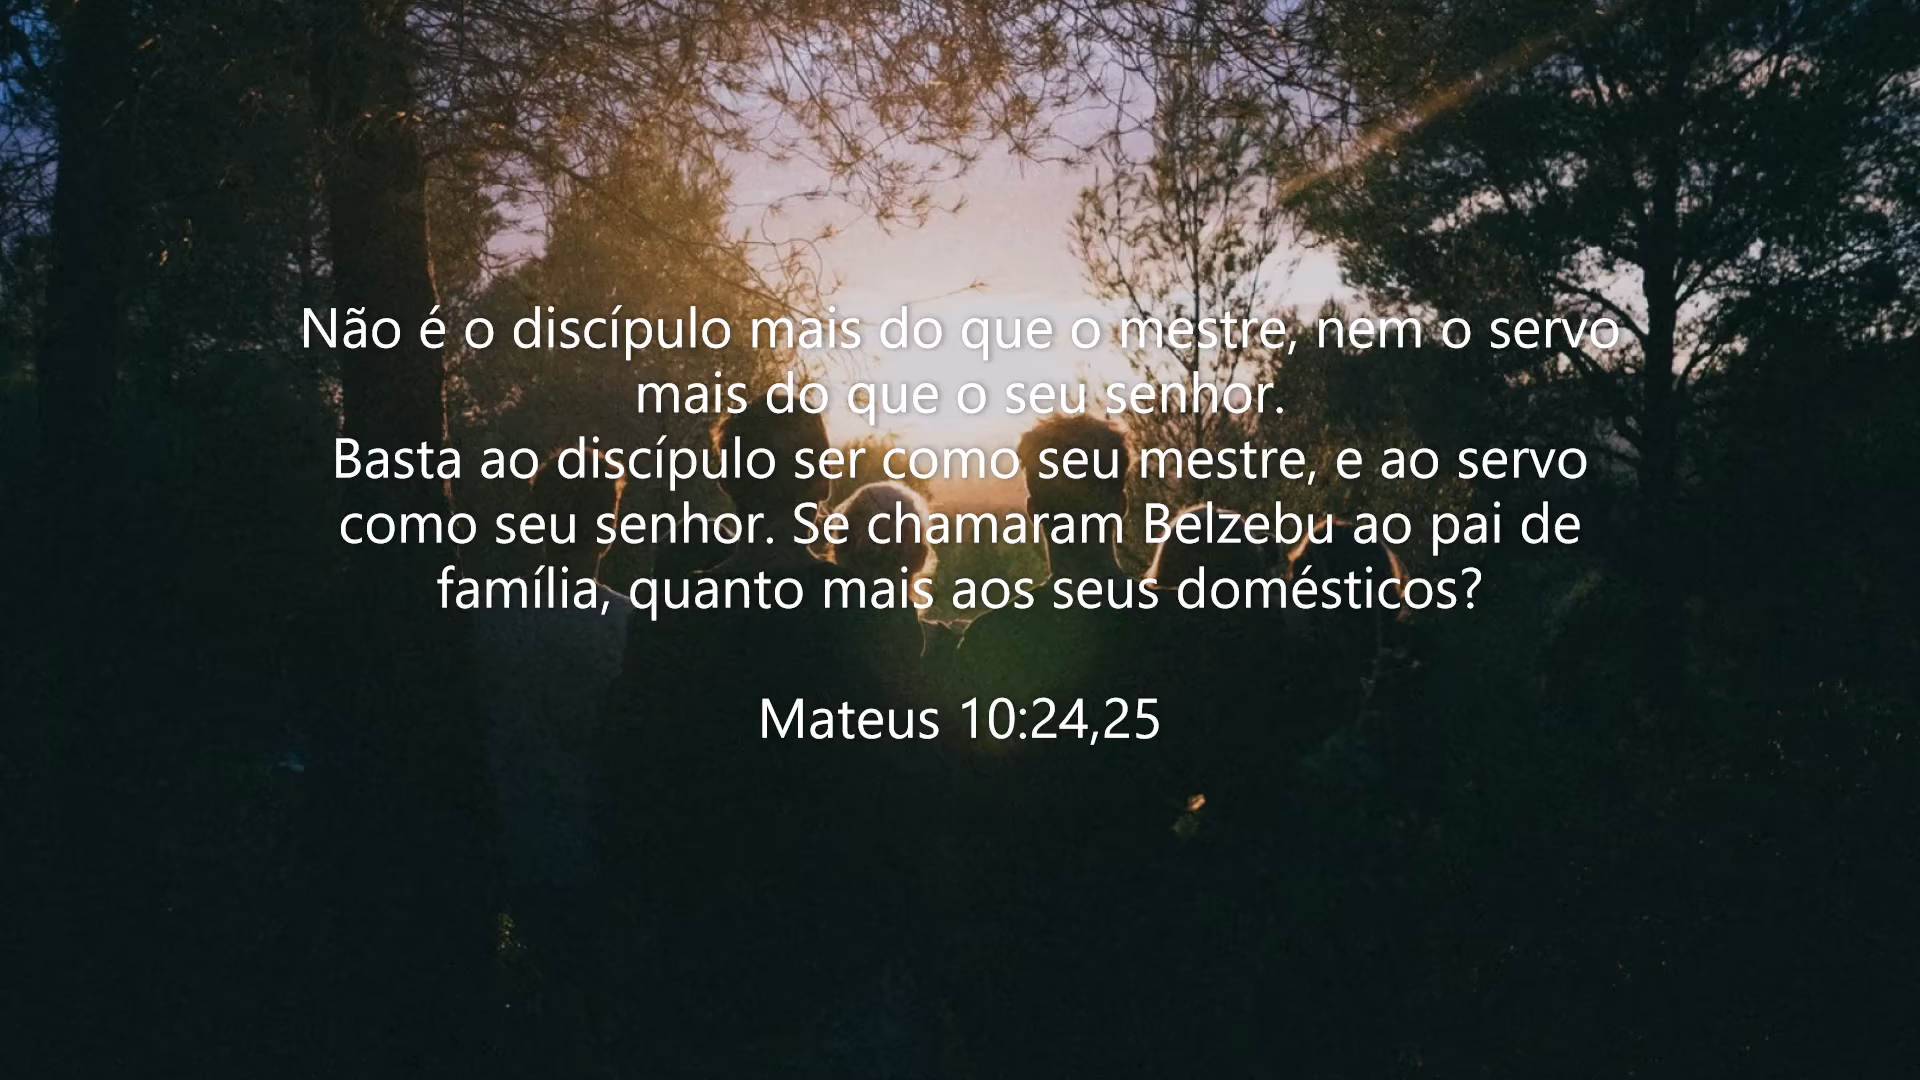 Não é o discípulo mais do que o mestre, nem o servo
mais do que o seu senhor.
Basta ao discípulo ser como seu mestre, e ao servo
como seu senhor. Se chamaram Belzebu ao pai de
família, quanto mais aos seus domésticos?
Mateus 10:24,25